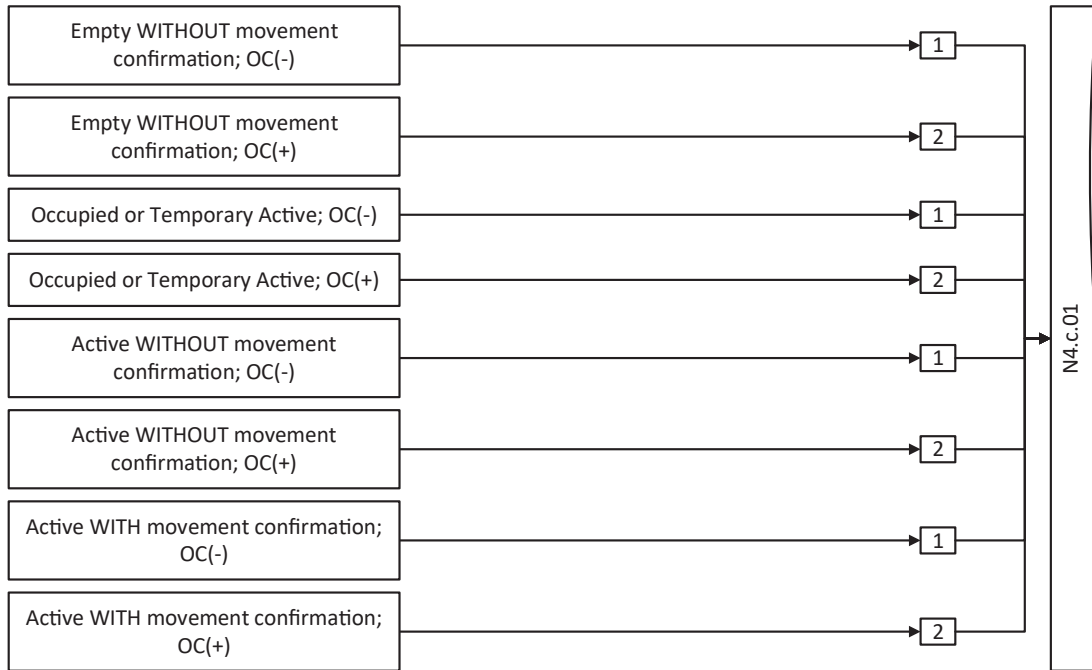 Empty WITHOUT movement
confirmation; OC(-)
1
Empty WITHOUT movement
confirmation; OC(+)
2
Occupied or Temporary Active; OC(-)
1
Occupied or Temporary Active; OC(+)
2
Active WITHOUT movement
confirmation; OC(-)
1
Active WITHOUT movement
confirmation; OC(+)
2
Active WITH movement confirmation;
OC(-)
1
Active WITH movement confirmation;
OC(+)
2
N4.c.01